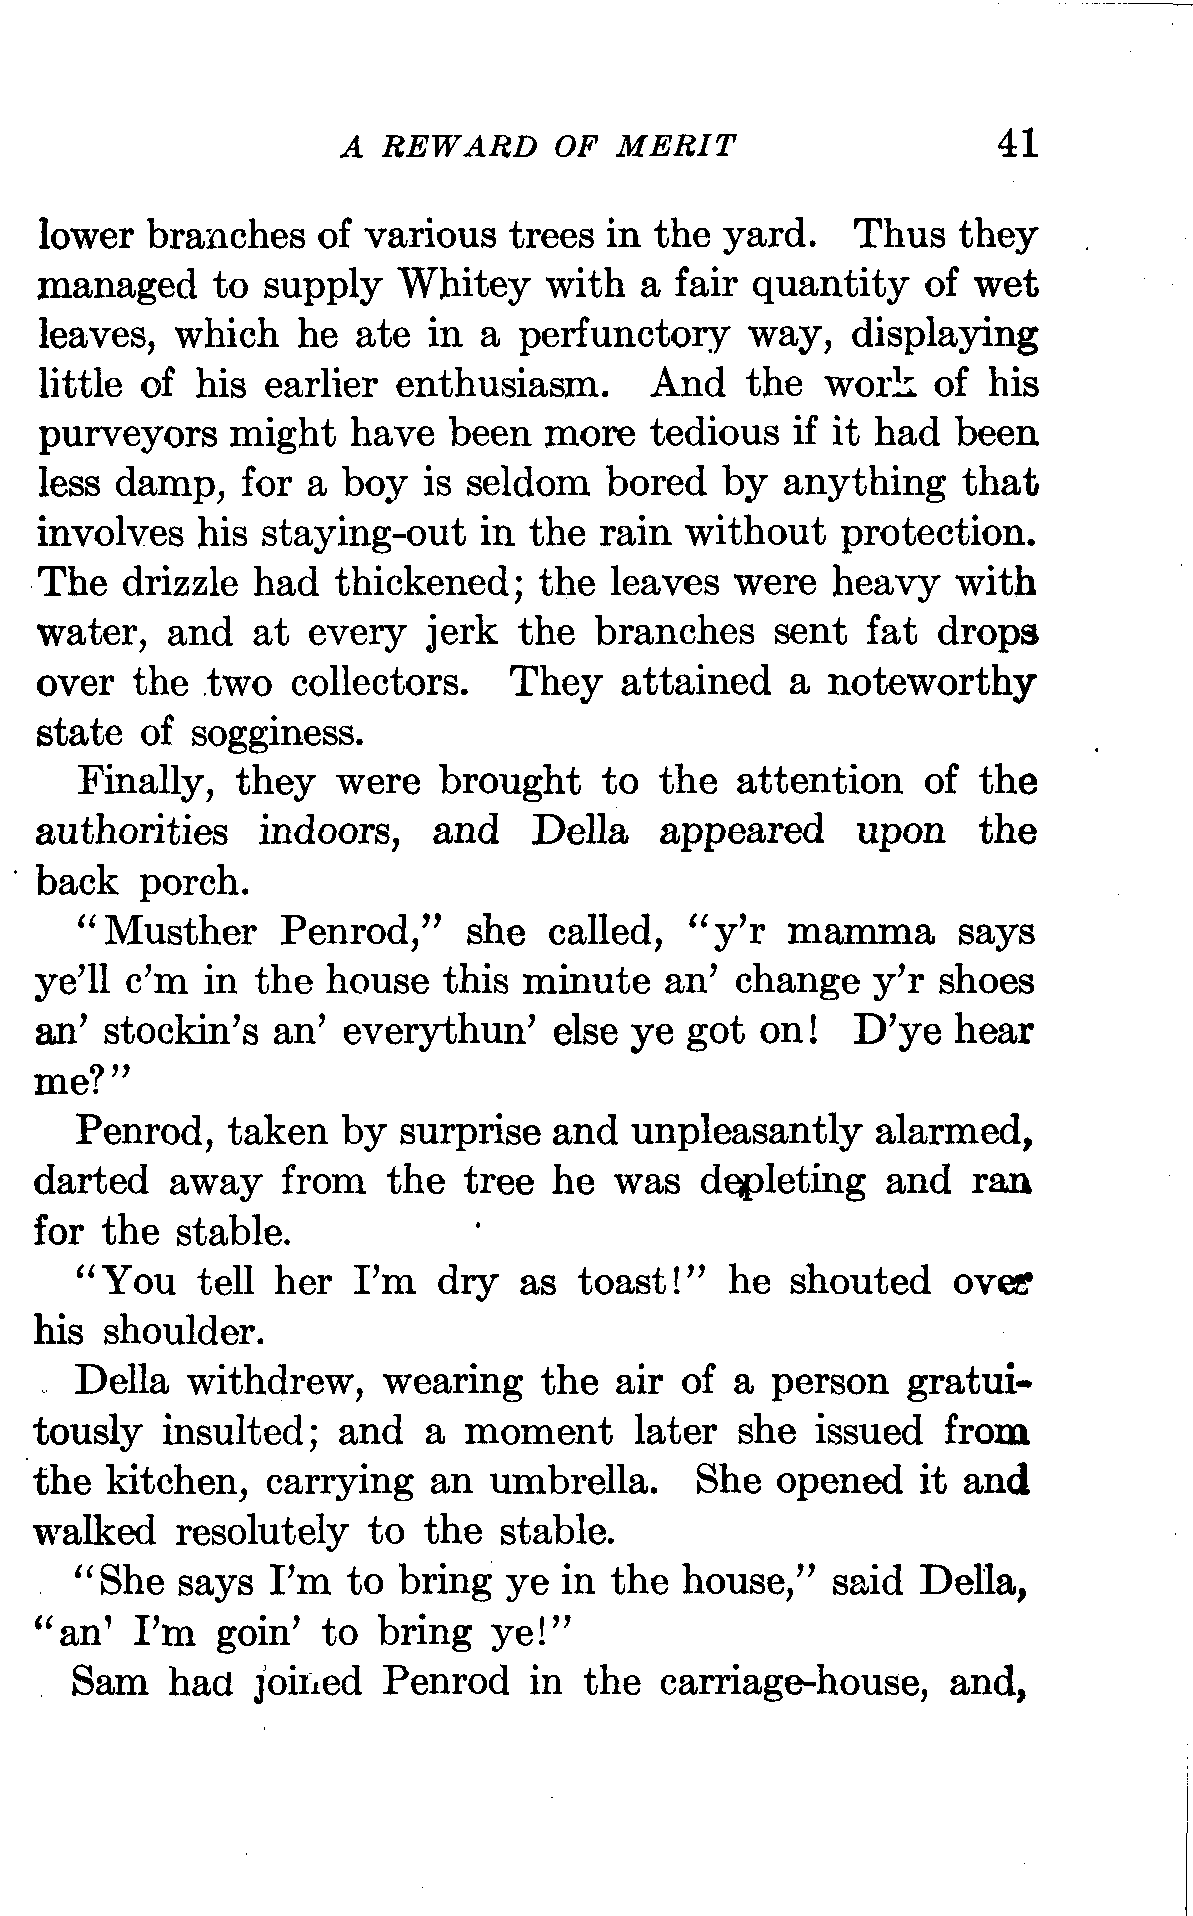 A REWARD OF MERIT 41
lower branches of various trees in the yard. Thus they
managed to supply Whitey with a fair quantity of wet
leaves, which he ate in a perfunctory way, displaying
little of his earlier enthusiasm. And the work of his
purveyors might have been more tedious if it had been
less damp, for a boy is seldom bored by anything that
involves his staying-out in the rain without protection.
The drizzle had thickened; the leaves were heavy with
water, and at every jerk the branches sent fat drops
over the two collectors. They attained a noteworthy
state of sogginess.
Finally, they were brought to the attention of the
authorities indoors, and Della appeared upon the
back porch.
"Musther Penrod," she called, "y'r mamma says
ye'll c'm in the house this minute an' change y'r shoes
an' stockin's an' everythun' else ye got on! D'ye hear
me?"
Penrod, taken by surprise and unpleasantly alarmed,
darted away from the tree he was depleting and ran
for the stable.
"You tell her I'm dry as toast!" he shouted over
his shoulder.
Della withdrew, wearing the air of a person gratui-
tously insulted; and a moment later she issued from
the kitchen, carrying an umbrella. She opened it and
walked resolutely to the stable.
"She says I'm to bring ye in the house," said Della,
"an' I'm goin' to bring ye!"
Sam had joined Penrod in the carriage-house, and,